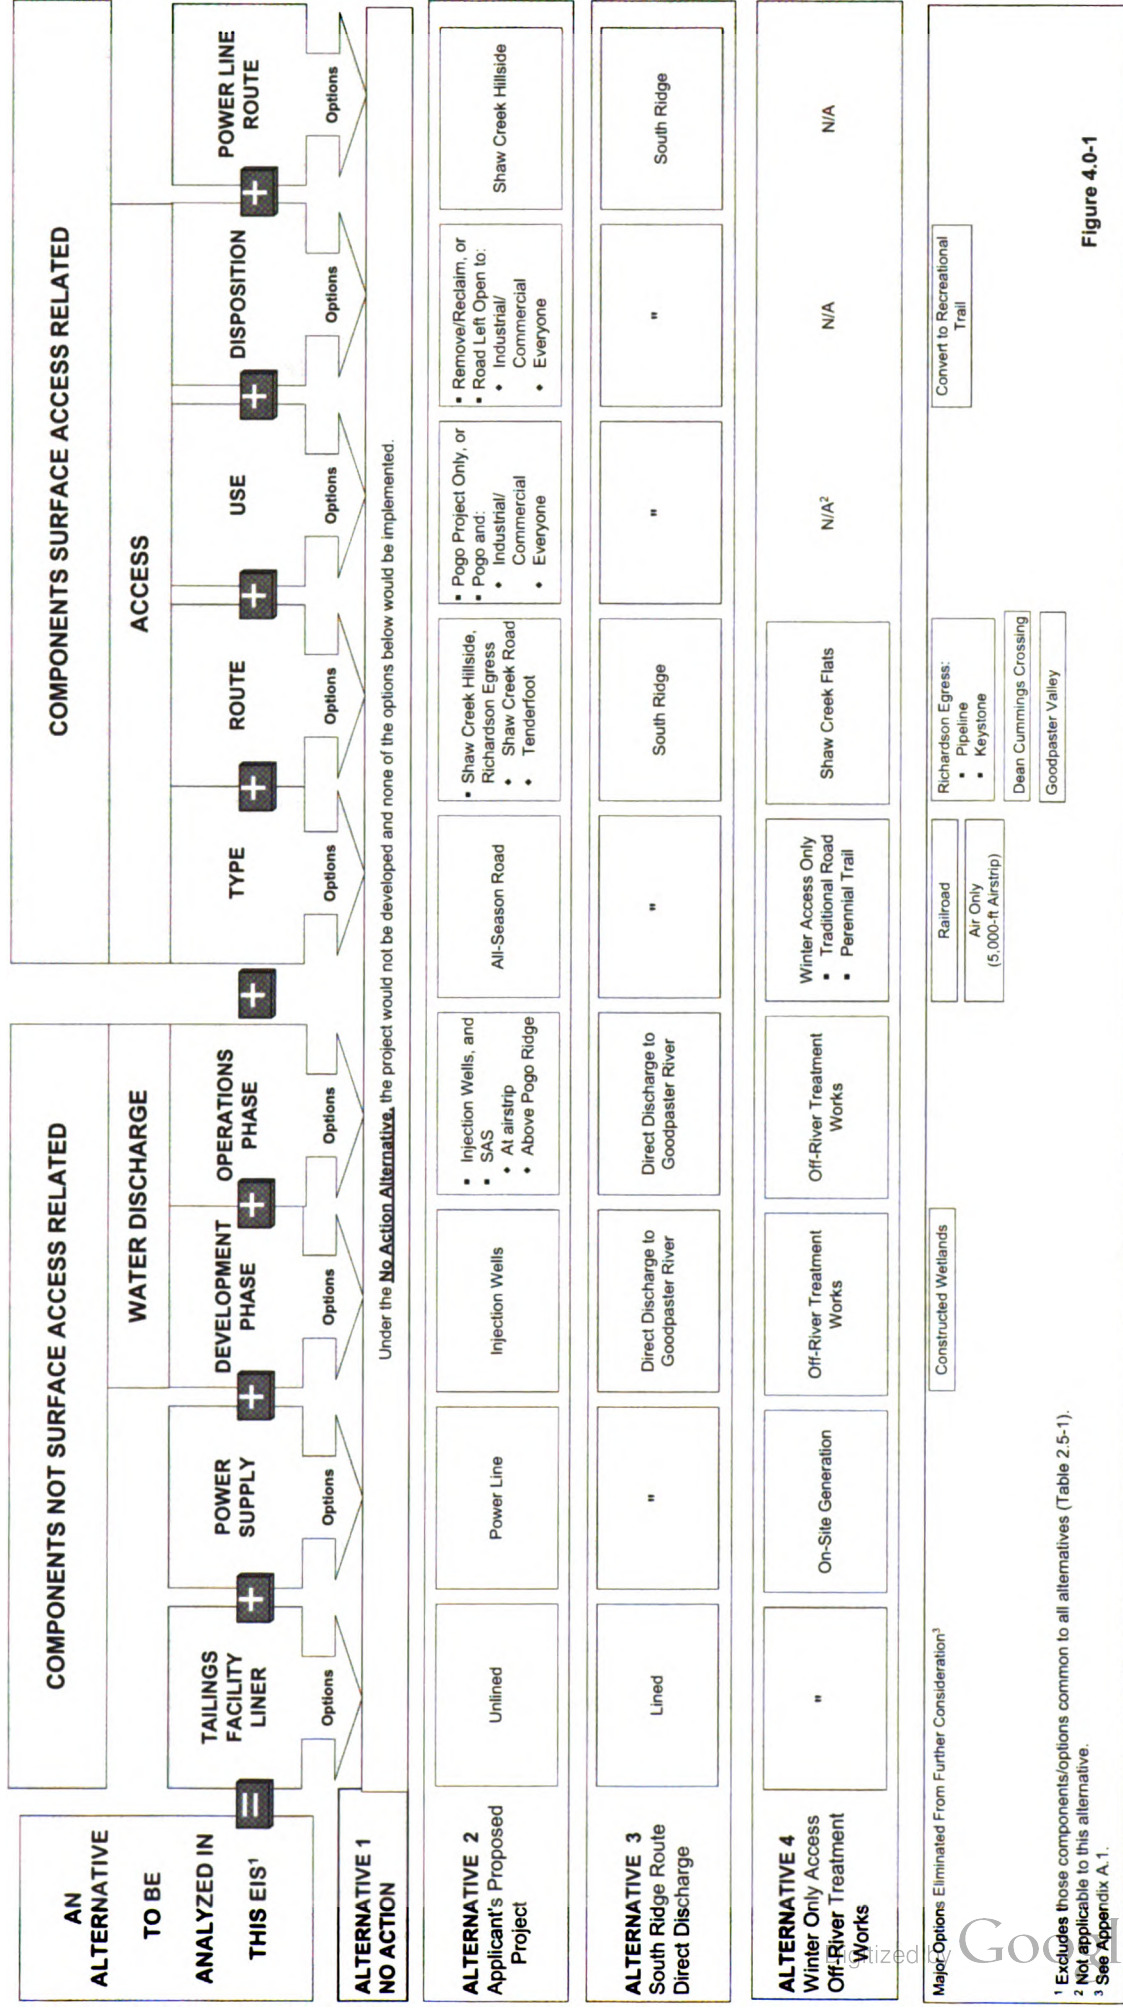 COMPONENTS NOT SURFACE ACCESS RELATED
COMPONENTS SURFACE ACCESS RELATED
WATER DISCHARGE
ACCESS
AN
ALTERNATIVE
TO BE
ANALYZED IN
THIS EIS¹
=
TAILINGS
FACILITY
LINER
+
POWER
SUPPLY
+
DEVELOPMENT
PHASE
+
OPERATIONS
PHASE
+
TYPE
+
ROUTE
+
USE
+
DISPOSITION
+
POWER LINE
ROUTE
Options
Options
Options
Options
Options
Options
Options
Options
Options
ALTERNATIVE 1
NO ACTION
Under the No Action Alternative, the project would not be developed and none of the options below would be implemented.
ALTERNATIVE 2
Applicant's Proposed
Project
Unlined
Power Line
Injection Wells
▪ Injection Wells, and
▪ SAS
⬥ At airstrip
⬥ Above Pogo Ridge
All-Season Road
▪ Shaw Creek Hillside,
Richardson Egress
⬥ Shaw Creek Road
⬥ Tenderfoot
▪ Pogo Project Only, or
▪ Pogo and:
⬥ Industrial/
Commercial
⬥ Everyone
▪ Remove/Reclaim, or
▪ Road Left Open to:
⬥ Industrial/
Commercial
⬥ Everyone
Shaw Creek Hillside
ALTERNATIVE 3
South Ridge Route
Direct Discharge
Lined
"
Direct Discharge to
Goodpaster River
Direct Discharge to
Goodpaster River
"
South Ridge
"
"
South Ridge
ALTERNATIVE 4
Winter Only Access
Off-River Treatment
Works
"
On-Site Generation
Off-River Treatment
Works
Off-River Treatment
Works
Winter Access Only
▪ Traditional Road
▪ Perennial Trail
Shaw Creek Flats
N/A²
N/A
N/A
Major Options Eliminated From Further Consideration³
Constructed Wetlands
Railroad
Air Only
(5,000-ft Airstrip)
Richardson Egress:
▪ Pipeline
▪ Keystone
Dean Cummings Crossing
Goodpaster Valley
Convert to Recreational
Trail
¹ Excludes those components/options common to all alternatives (Table 2.5-1).
² Not applicable to this alternative.
³ See Appendix A.1.
Figure 4.0-1
Digitized by Googl